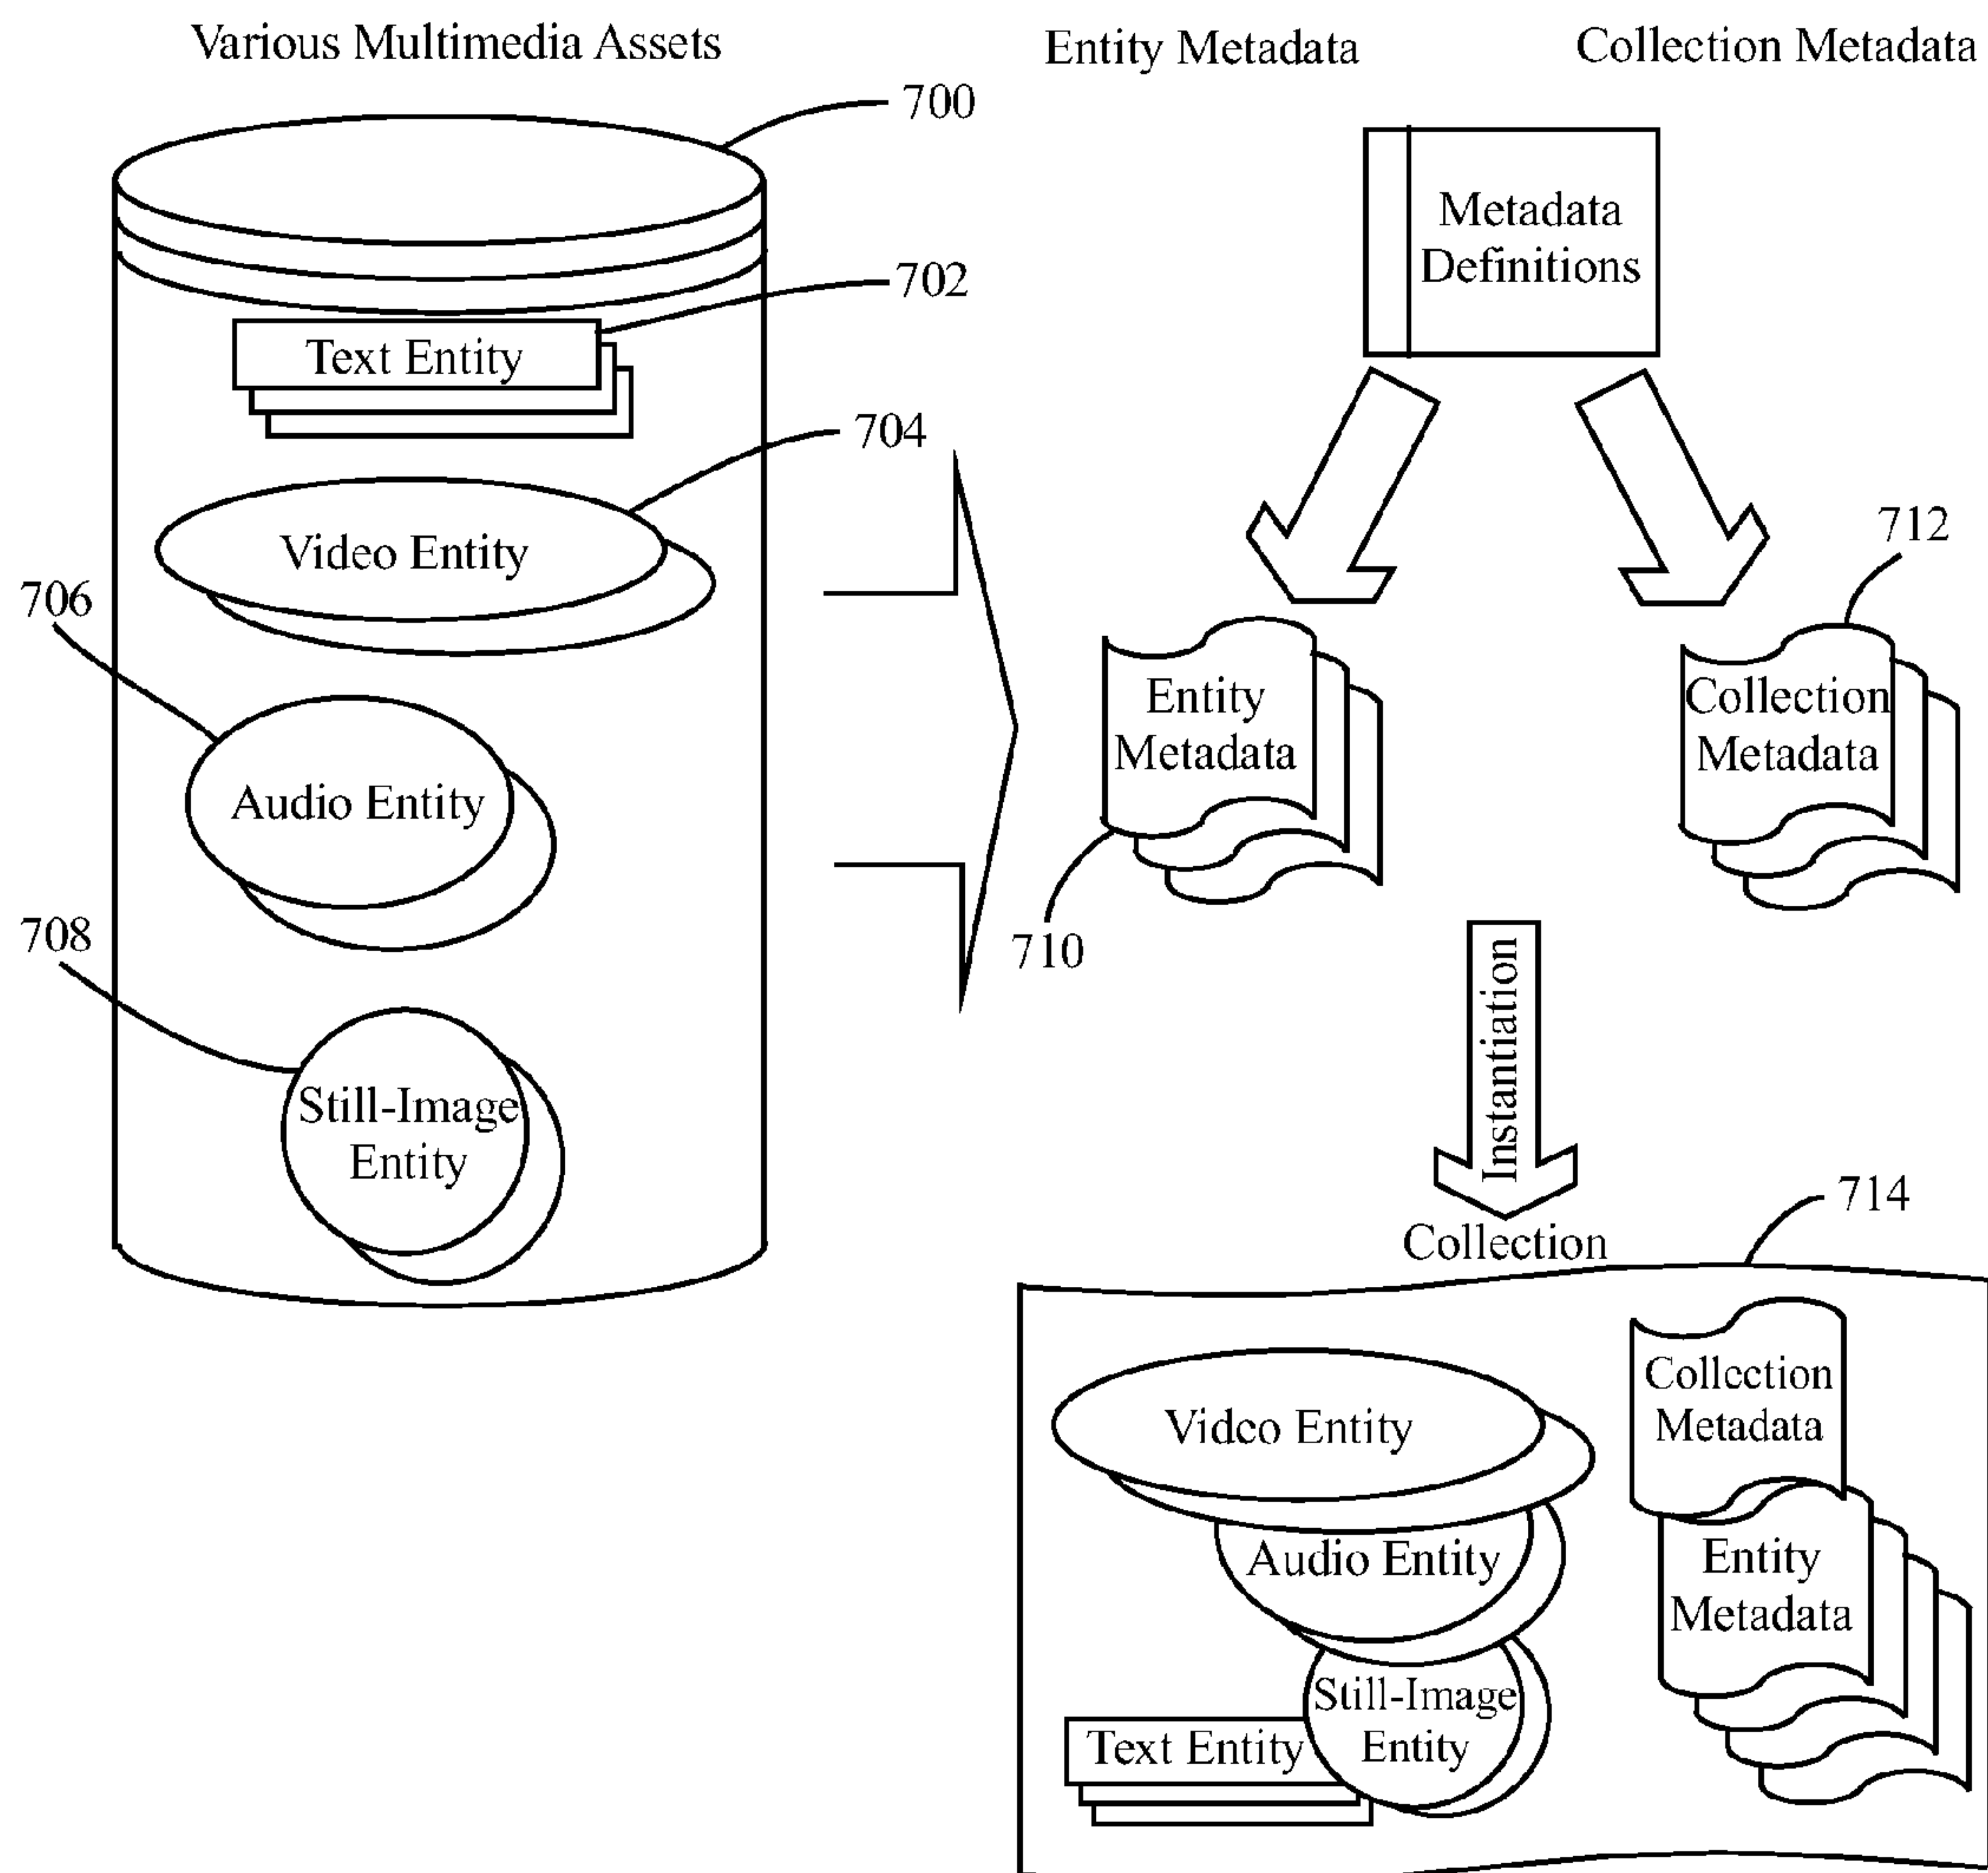 Various Multimedia Assets
Entity Metadata
Collection Metadata
700
Metadata
Definitions
702
Text Entity
704
Video Entity
706
712
Entity
Metadata
Collection
Metadata
Audio Entity
708
710
Instantiation
Still-Image
Entity
714
Collection
Collection
Metadata
Video Entity
Audio Entity
Entity
Metadata
Still-Image
Entity
Text Entity